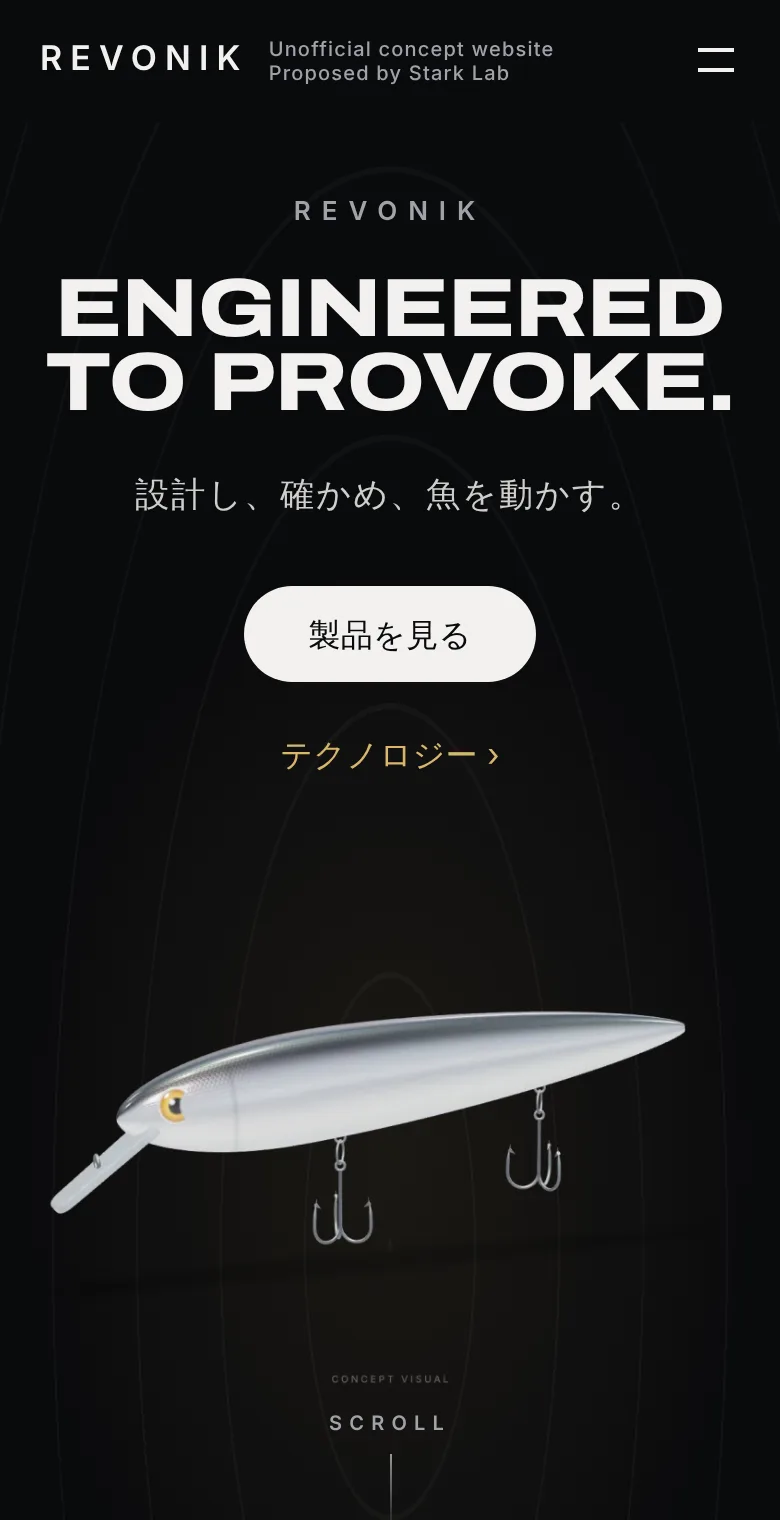 REVONIK
Unofficial concept website
Proposed by Stark Lab
REVONIK
ENGINEERED
TO PROVOKE.
設計し、確かめ、魚を動かす。
製品を見る
テクノロジー ›
CONCEPT VISUAL
SCROLL